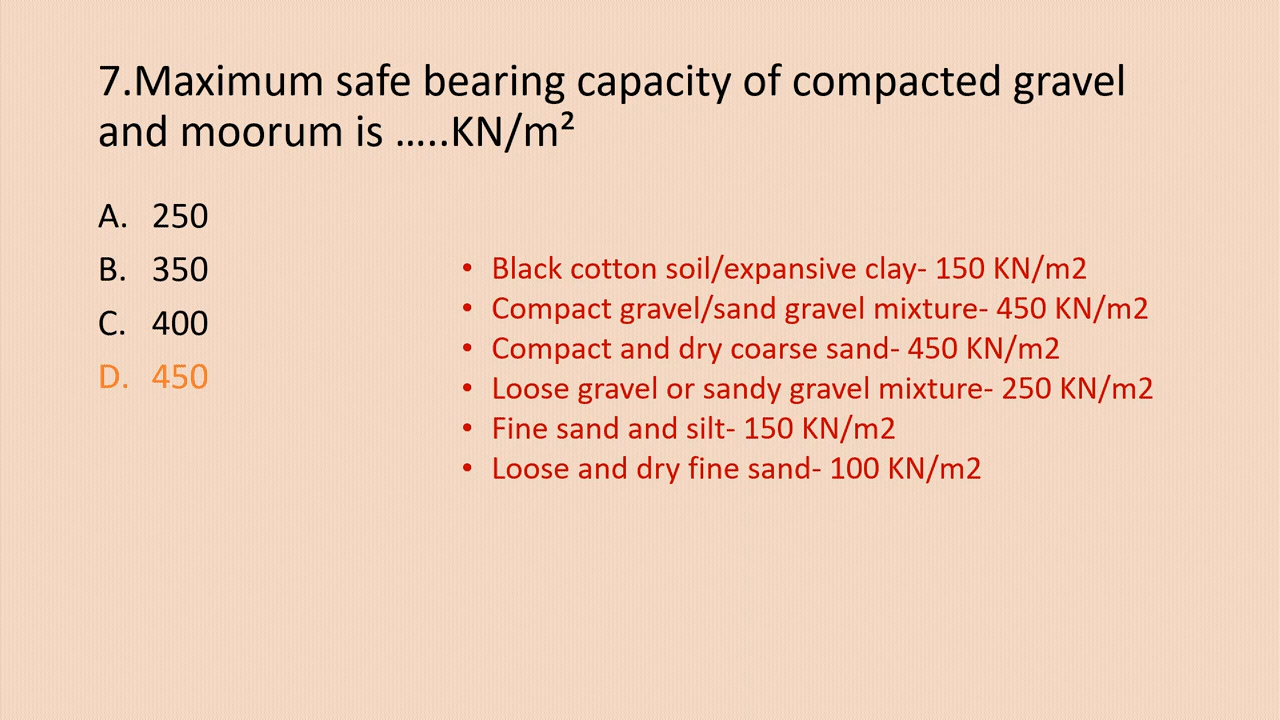 7.Maximum safe bearing capacity of compacted gravel
and moorum is …..KN/m²
A. 250
B. 350
C. 400
D. 450
• Black cotton soil/expansive clay- 150 KN/m2
• Compact gravel/sand gravel mixture- 450 KN/m2
• Compact and dry coarse sand- 450 KN/m2
• Loose gravel or sandy gravel mixture- 250 KN/m2
• Fine sand and silt- 150 KN/m2
• Loose and dry fine sand- 100 KN/m2